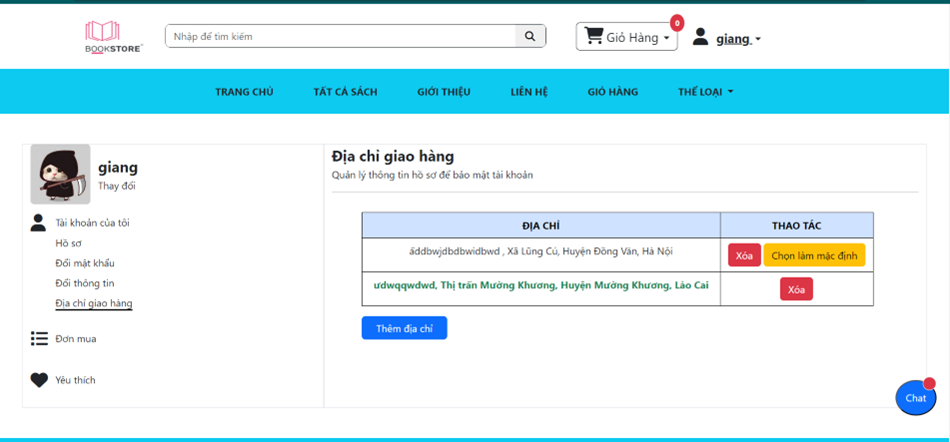 BOOKSTORE
Nhập để tìm kiếm
Giỏ Hàng
0
giang
TRANG CHỦ
TẤT CẢ SÁCH
GIỚI THIỆU
LIÊN HỆ
GIỎ HÀNG
THỂ LOẠI
giang
Thay đổi
Tài khoản của tôi
Hồ sơ
Đổi mật khẩu
Đổi thông tin
Địa chỉ giao hàng
Đơn mua
Yêu thích
Địa chỉ giao hàng
Quản lý thông tin hồ sơ để bảo mật tài khoản
ĐỊA CHỈ THAO TÁC
ấddbwjdbdbwidbwd , Xã Lũng Cú, Huyện Đồng Văn, Hà Nội Xóa Chọn làm mặc định
ưdwqqwdwd, Thị trấn Mường Khương, Huyện Mường Khương, Lào Cai Xóa
Thêm địa chỉ
Chat